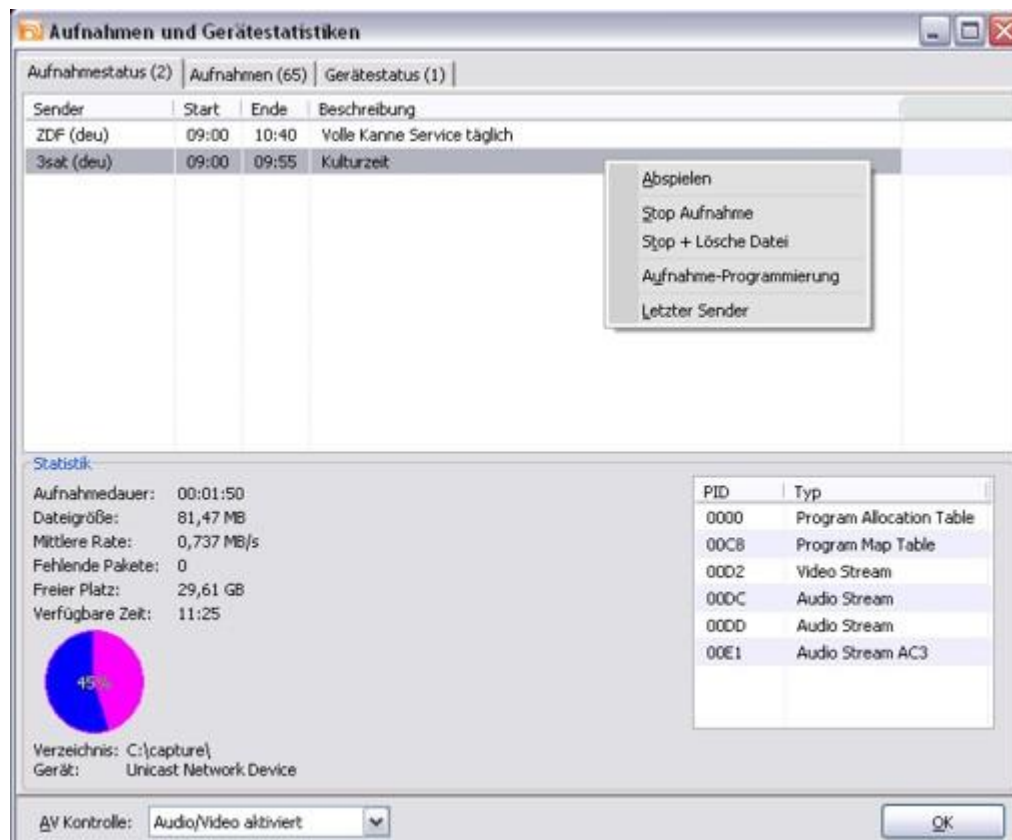 Aufnahmen und Gerätestatistiken
Aufnahmestatus (2) Aufnahmen (65) Gerätestatus (1)
Sender Start Ende Beschreibung
ZDF (deu) 09:00 10:40 Volle Kanne Service täglich
3sat (deu) 09:00 09:55 Kulturzeit
Abspielen
Stop Aufnahme
Stop + Lösche Datei
Aufnahme-Programmierung
Letzter Sender
Statistik
Aufnahmedauer: 00:01:50
Dateigröße: 81,47 MB
Mittlere Rate: 0,737 MB/s
Fehlende Pakete: 0
Freier Platz: 29,61 GB
Verfügbare Zeit: 11:25
45%
Verzeichnis: C:\capture\
Gerät: Unicast Network Device
PID Typ
0000 Program Allocation Table
00C8 Program Map Table
00D2 Video Stream
00DC Audio Stream
00DD Audio Stream
00E1 Audio Stream AC3
AV Kontrolle: Audio/Video aktiviert
OK